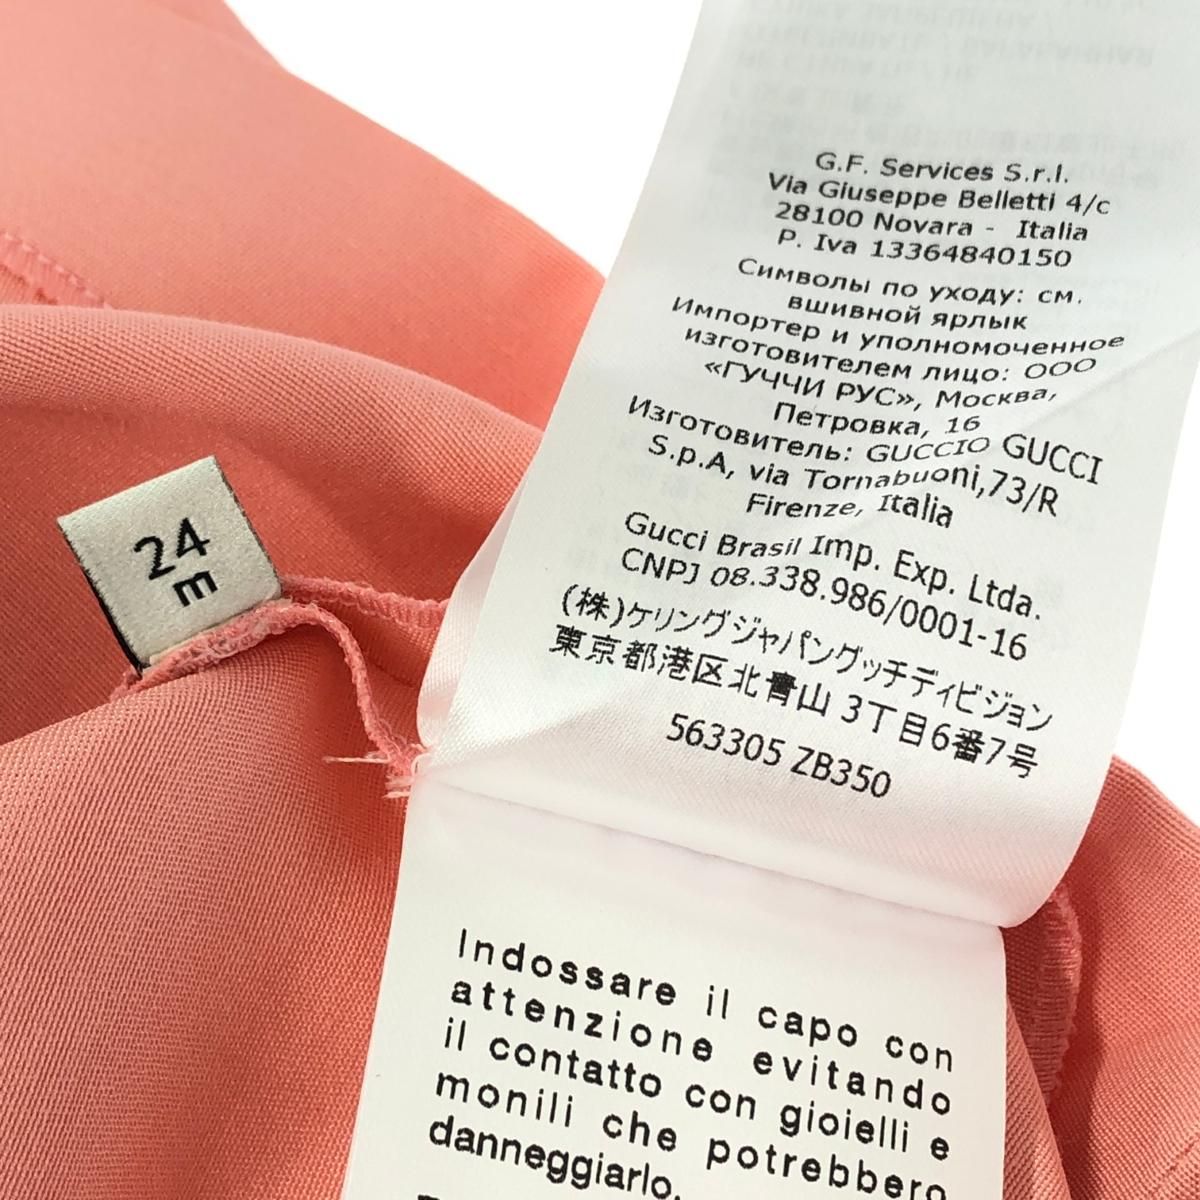 G.F. Services S.r.l.
Via Giuseppe Belletti 4/c
28100 Novara - Italia
P. Iva 13364840150
Символы по уходу: см.
вшивной ярлык
Импортер и уполномоченное
изготовителем лицо: ООО
«ГУЧЧИ РУС», Москва,
Петровка, 16
Изготовитель: GUCCIO GUCCI
S.p.A, via Tornabuoni,73/R
Firenze, Italia
Gucci Brasil Imp. Exp. Ltda.
CNPJ 08.338.986/0001-16
(株)ケリングジャパングッチディビジョン
東京都港区北青山 3丁目6番7号
563305 ZB350
24
m
Indossare il capo con
attenzione evitando
il contatto con gioielli e
monili che potrebbero
danneggiarlo.